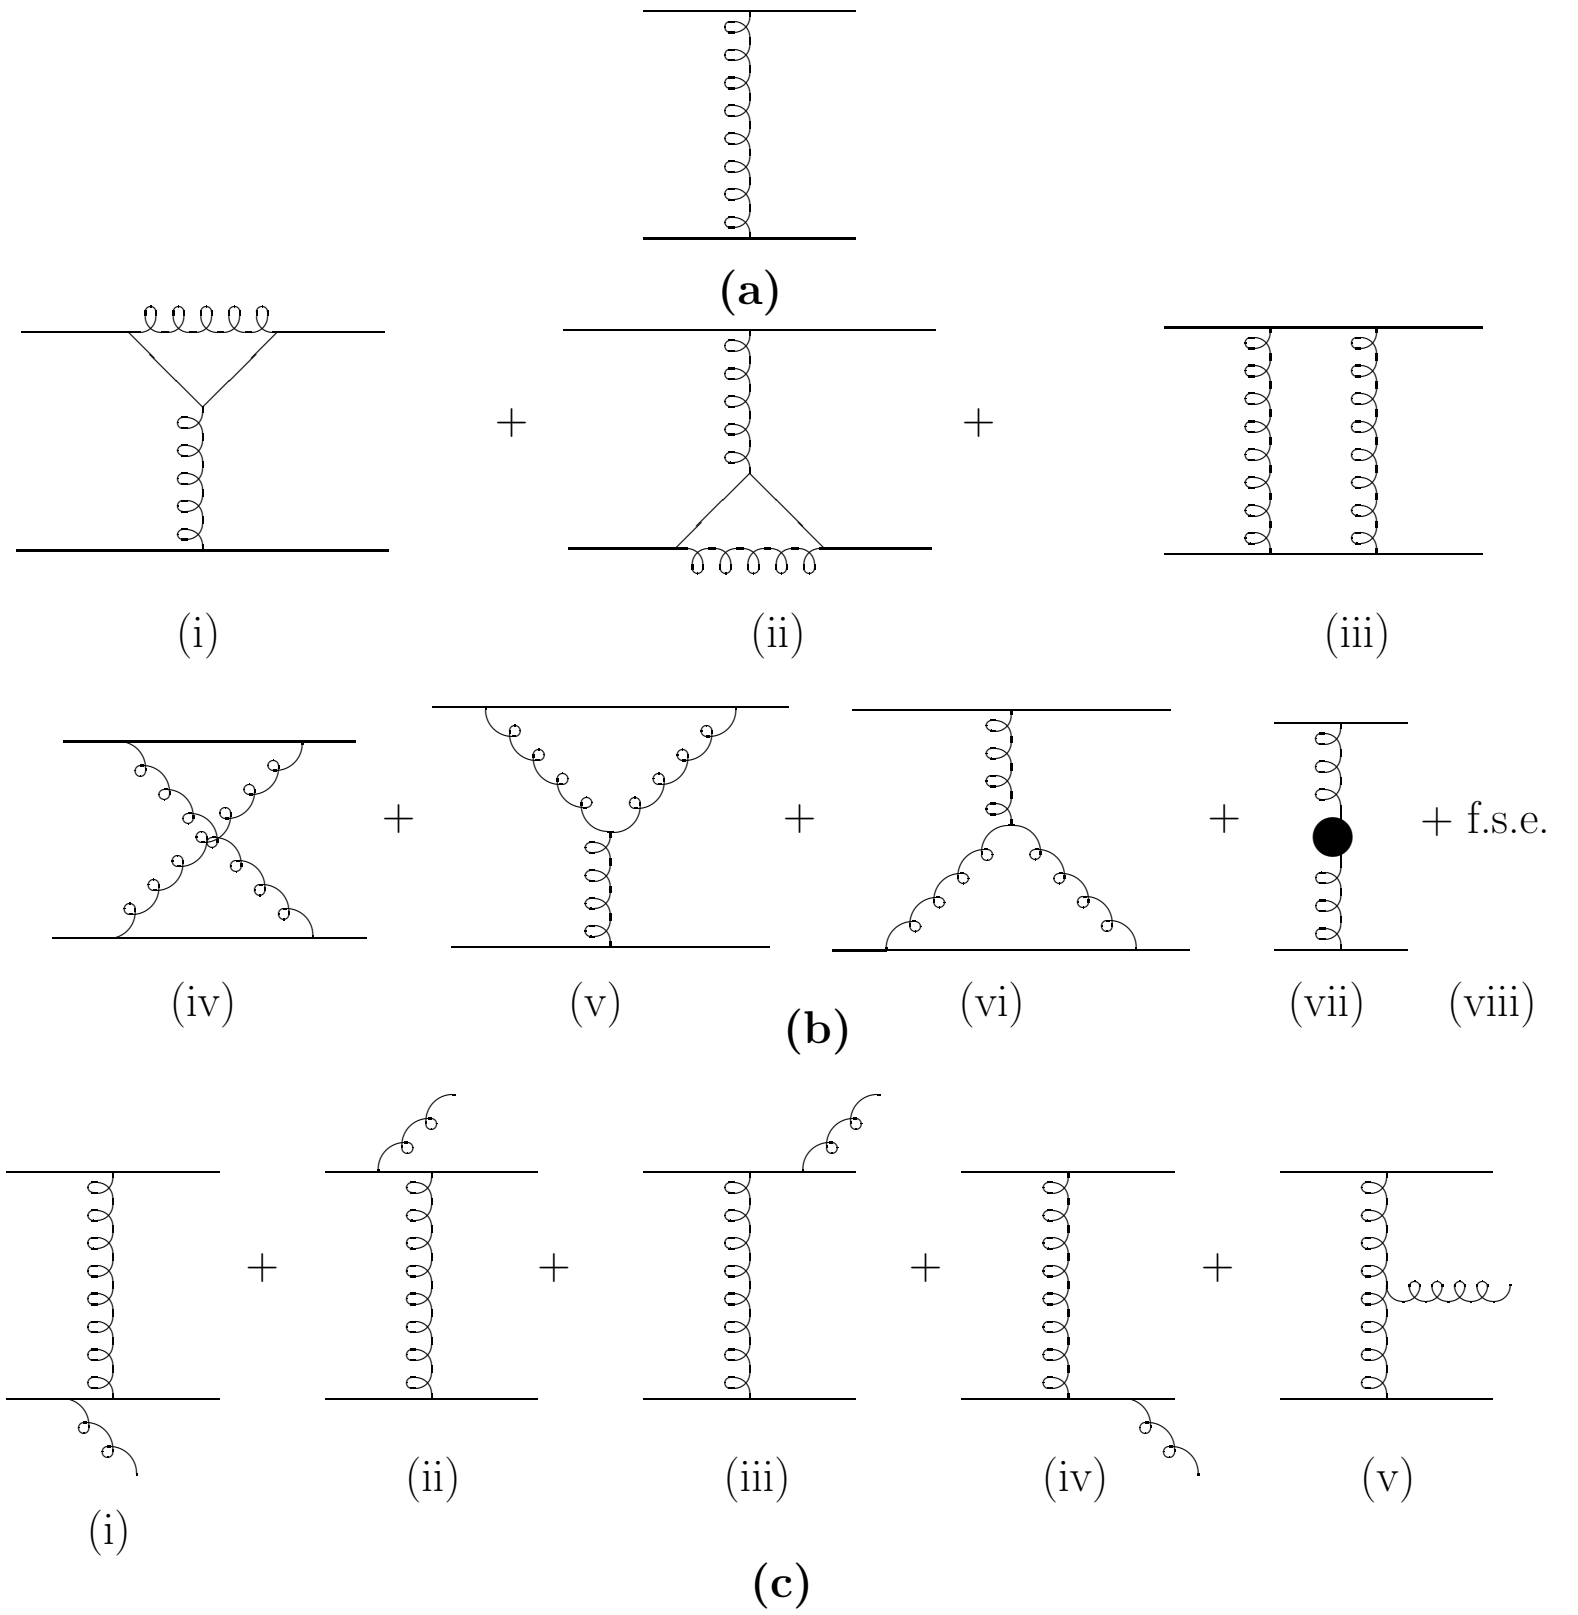 (a)
+ +
(i) (ii) (iii)
+ + + + f.s.e.
(iv) (v) (vi) (vii) (viii)
(b)
+ + + +
(ii) (iii) (iv) (v)
(i)
(c)